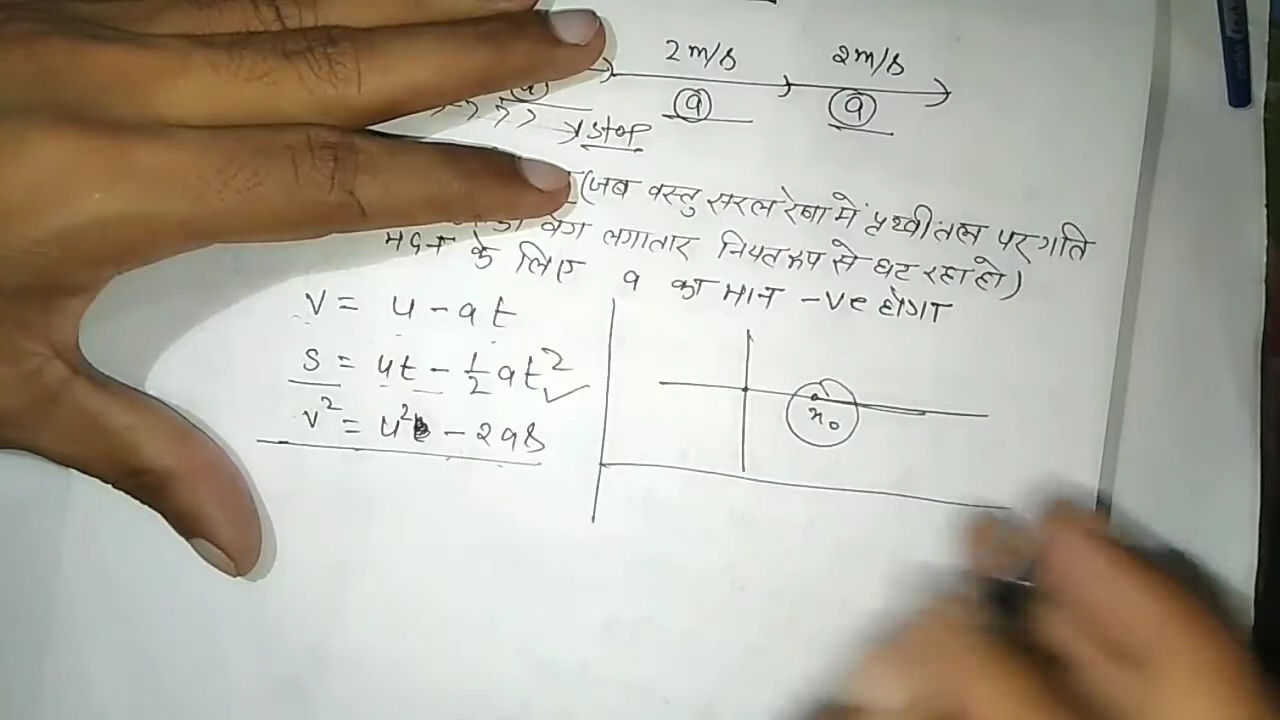 2m/s 2m/s
a a
stop
(जब वस्तु सरल रेखा में पृथ्वी तल पर गति
वेग लगातार नियत रूप से घट रहा हो)
के लिए a का मान -ve होगा
v = u - at
s = ut - 1/2 at²
v² = u² - 2as
x₀